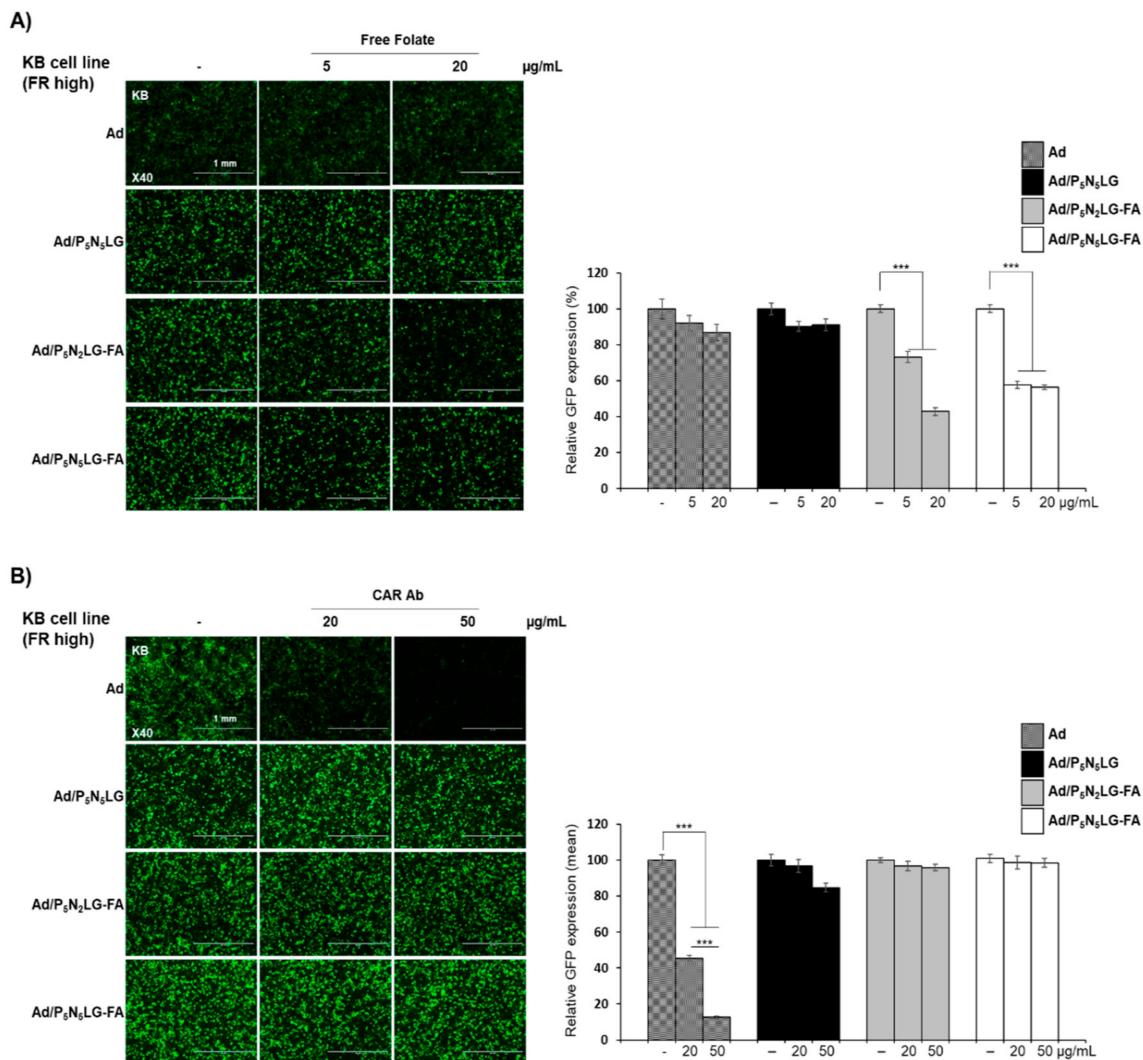 A)
Free Folate
KB cell line
(FR high)
- 5 20 µg/mL
KB
Ad
1 mm
X40
Ad/P₅N₅LG
Ad/P₅N₂LG-FA
Ad/P₅N₅LG-FA
Ad
Ad/P₅N₅LG
Ad/P₅N₂LG-FA
Ad/P₅N₅LG-FA
Relative GFP expression (%)
120
100
80
60
40
20
0
*** ***
- 5 20 – 5 20 – 5 20 – 5 20 µg/mL
B)
CAR Ab
KB cell line
(FR high)
- 20 50 µg/mL
KB
Ad
1 mm
X40
Ad/P₅N₅LG
Ad/P₅N₂LG-FA
Ad/P₅N₅LG-FA
Ad
Ad/P₅N₅LG
Ad/P₅N₂LG-FA
Ad/P₅N₅LG-FA
Relative GFP expression (mean)
120
100
80
60
40
20
0
***
***
- 20 50 – 20 50 – 20 50 – 20 50 µg/mL